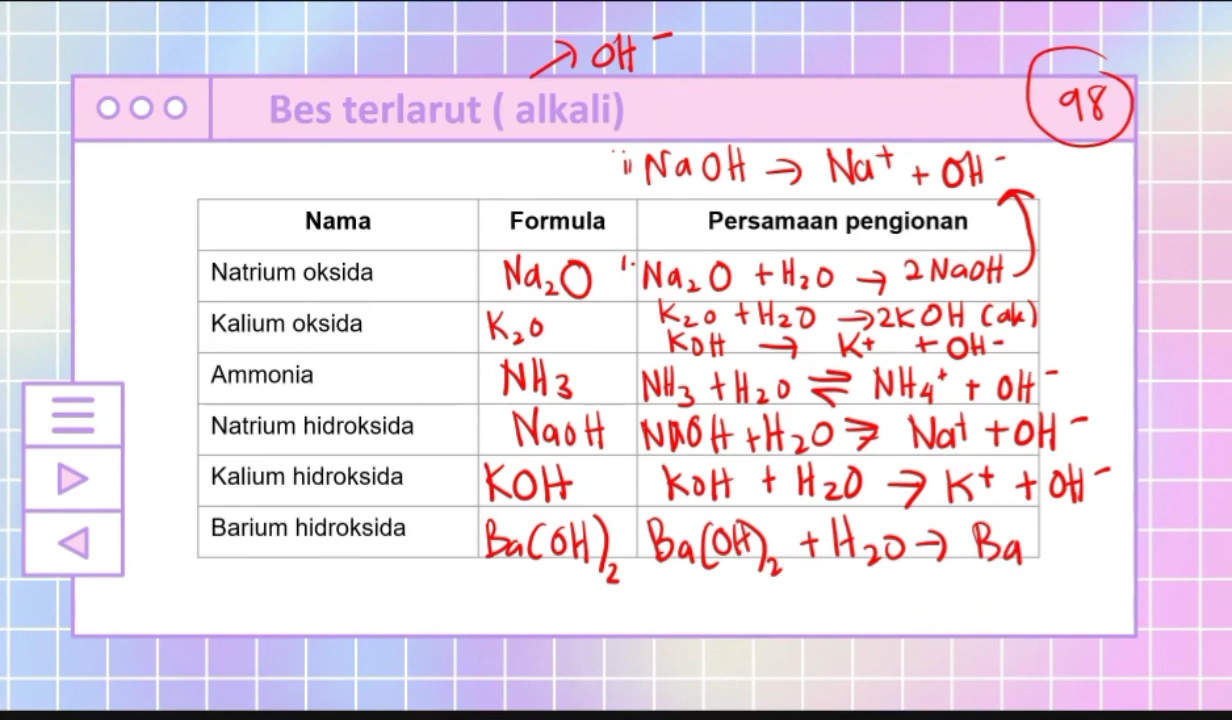 → OH⁻
Bes terlarut ( alkali)
98
ii NaOH → Na⁺ + OH⁻
Nama Formula Persamaan pengionan
Natrium oksida Na₂O i. Na₂O + H₂O → 2NaOH
Kalium oksida K₂O K₂O + H₂O → 2KOH (ak)
KOH → K⁺ + OH⁻
Ammonia NH₃ NH₃ + H₂O ⇌ NH₄⁺ + OH⁻
Natrium hidroksida NaOH NaOH + H₂O → Na⁺ + OH⁻
Kalium hidroksida KOH KOH + H₂O → K⁺ + OH⁻
Barium hidroksida Ba(OH)₂ Ba(OH)₂ + H₂O → Ba